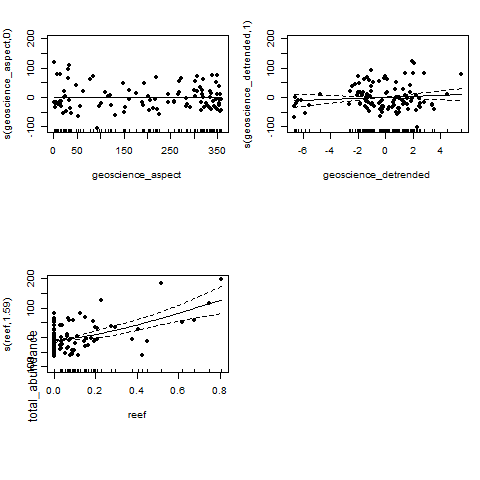 s(geoscience_aspect,0)
-100 0 100 200
0 50 150 250 350
geoscience_aspect
s(geoscience_detrended,1)
-100 0 100 200
-6 -4 -2 0 2 4
geoscience_detrended
s(reef,1.59)
total_abundance
-100 0 100 200
0.0 0.2 0.4 0.6 0.8
reef